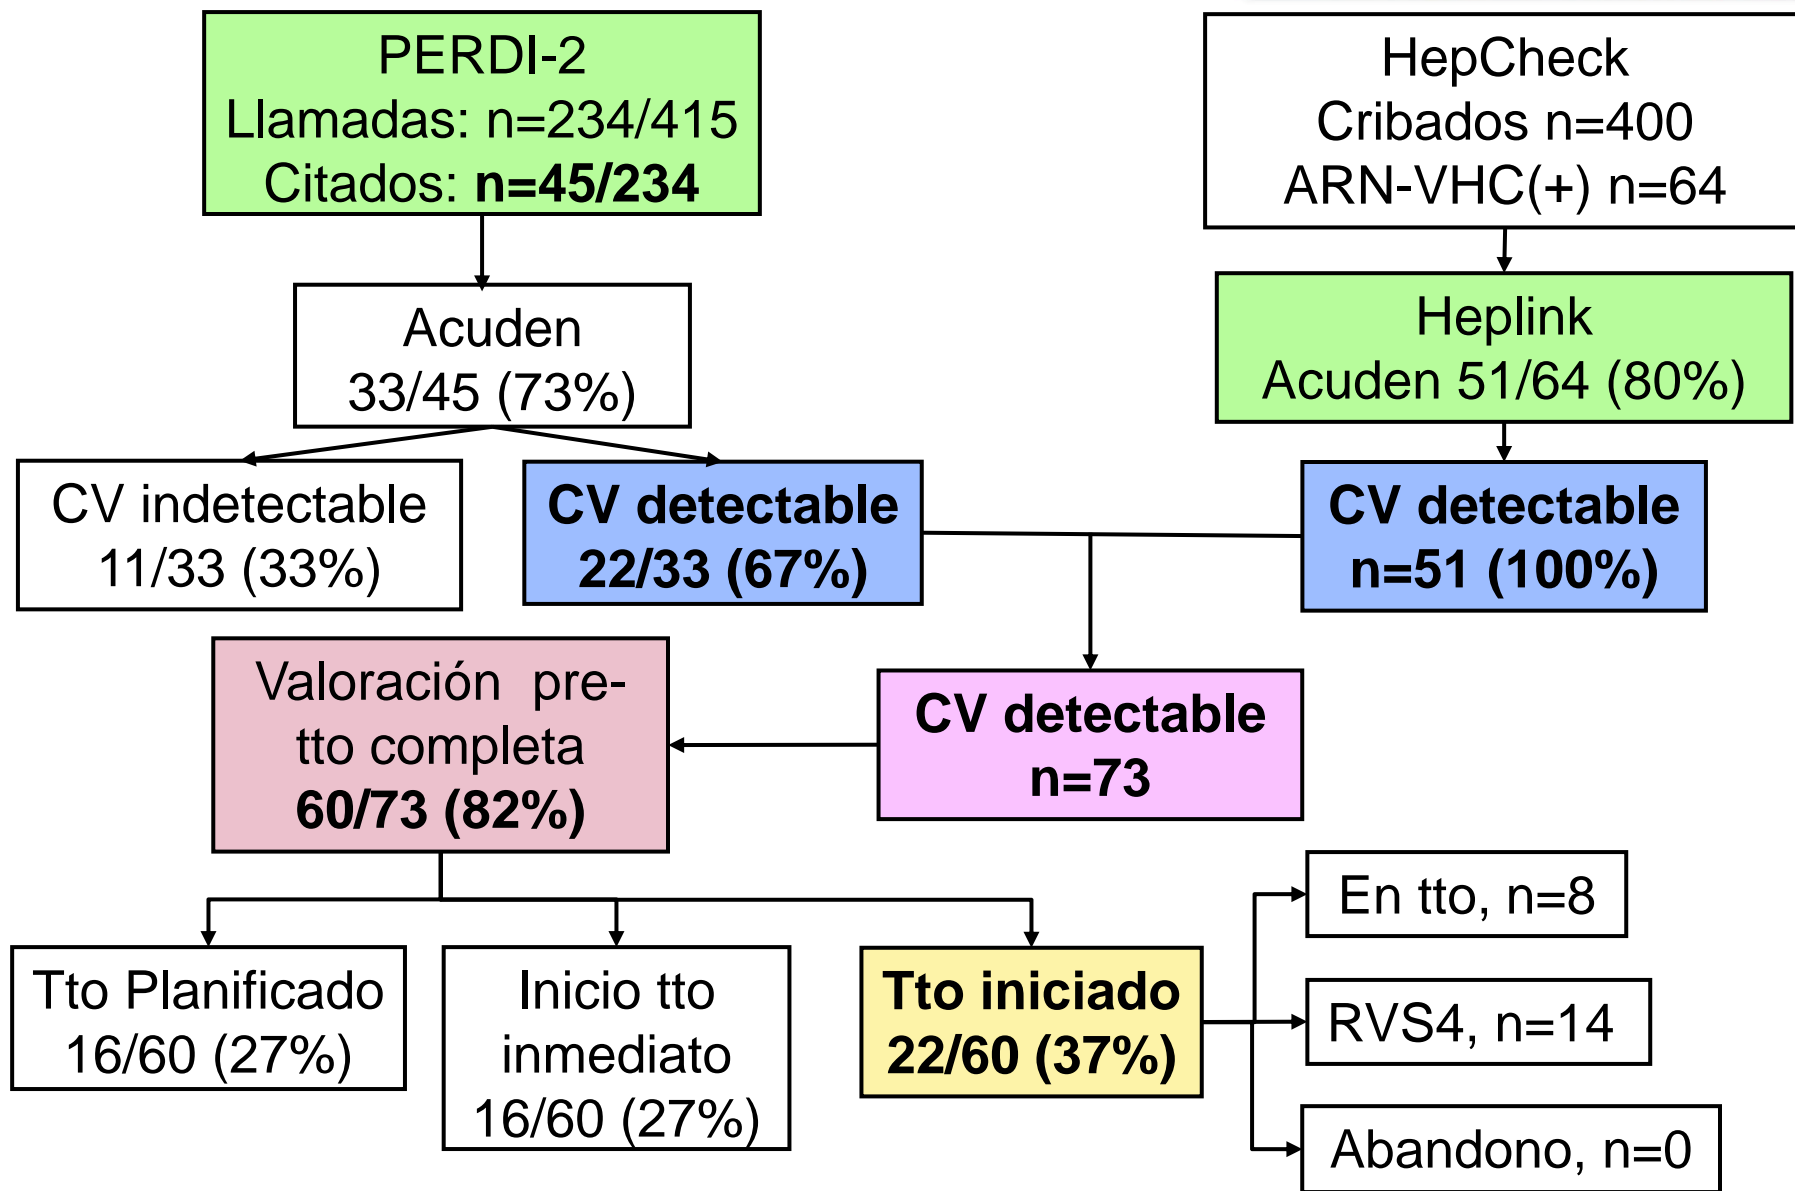 PERDI-2
Llamadas: n=234/415
Citados: n=45/234
HepCheck
Cribados n=400
ARN-VHC(+) n=64
Acuden
33/45 (73%)
Heplink
Acuden 51/64 (80%)
CV indetectable
11/33 (33%)
CV detectable
22/33 (67%)
CV detectable
n=51 (100%)
Valoración pre-
tto completa
60/73 (82%)
CV detectable
n=73
Tto Planificado
16/60 (27%)
Inicio tto
inmediato
16/60 (27%)
Tto iniciado
22/60 (37%)
En tto, n=8
RVS4, n=14
Abandono, n=0